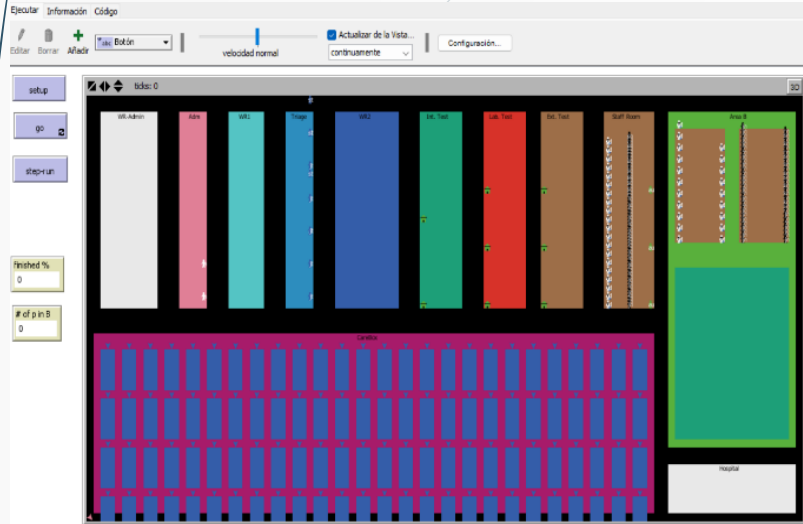 Ejecutar Información Código
Editar Borrar Añadir abc Botón velocidad normal Actualizar de la Vista... continuamente Configuración...
setup
ticks: 0
3D
go
step-run
WR-Admin Adm WR1 Triage WR2 Int. Test Lab. Test Ext. Test Staff Room Area B
Finished %
0
# of p in B
0
Hospital